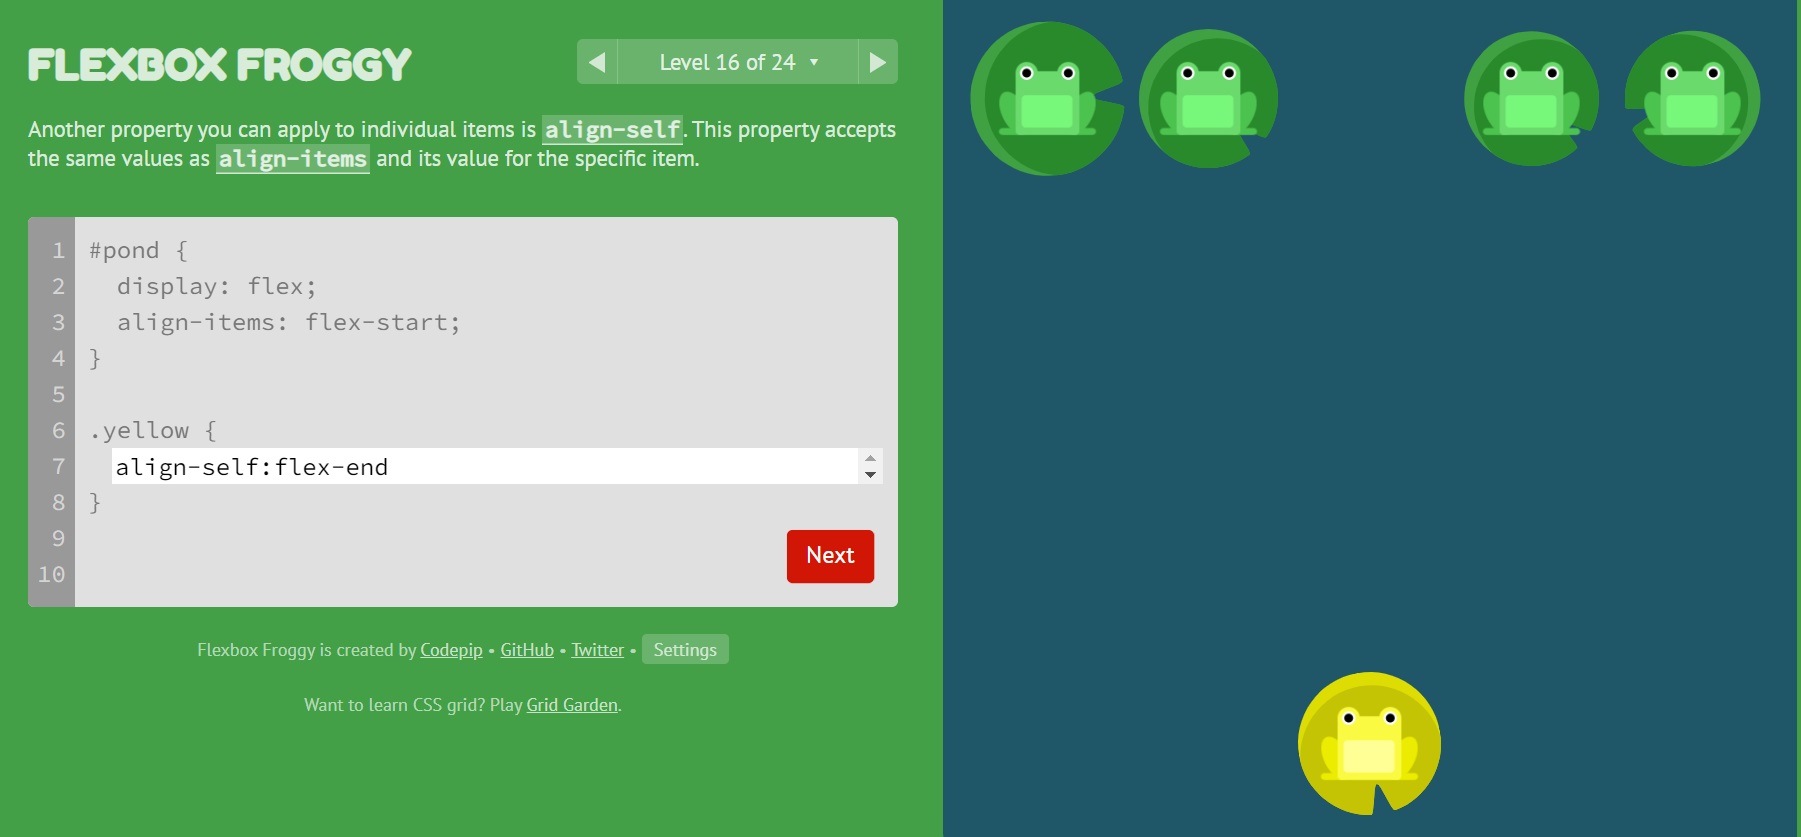 FLEXBOX FROGGY
Level 16 of 24
Another property you can apply to individual items is align-self. This property accepts
the same values as align-items and its value for the specific item.
1 #pond {
2 display: flex;
3 align-items: flex-start;
4 }
5
6 .yellow {
7 align-self:flex-end
8 }
9
10
Next
Flexbox Froggy is created by Codepip • GitHub • Twitter • Settings
Want to learn CSS grid? Play Grid Garden.